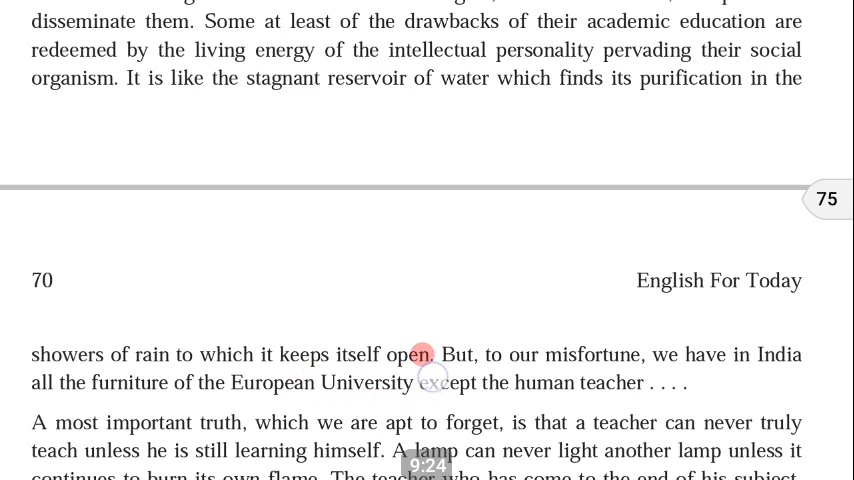 disseminate them. Some at least of the drawbacks of their academic education are
redeemed by the living energy of the intellectual personality pervading their social
organism. It is like the stagnant reservoir of water which finds its purification in the
75
70 English For Today
showers of rain to which it keeps itself open. But, to our misfortune, we have in India
all the furniture of the European University except the human teacher . . . .
A most important truth, which we are apt to forget, is that a teacher can never truly
teach unless he is still learning himself. A lamp can never light another lamp unless it
continues to burn its own flame. The teacher who has come to the end of his subject,
9:24